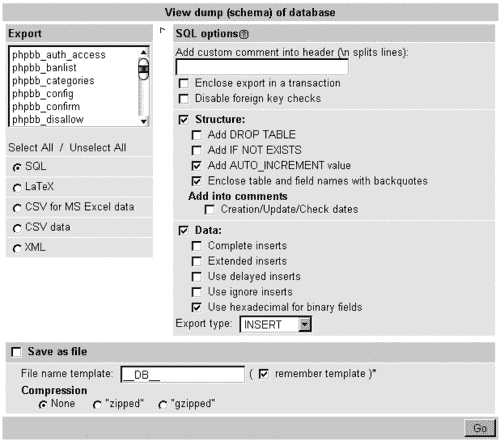 View dump (schema) of database
Export
phpbb_auth_access
phpbb_banlist
phpbb_categories
phpbb_config
phpbb_confirm
phpbb_disallow
Select All / Unselect All
SQL
LaTeX
CSV for MS Excel data
CSV data
XML
SQL options
Add custom comment into header (\n splits lines):
Enclose export in a transaction
Disable foreign key checks
Structure:
Add DROP TABLE
Add IF NOT EXISTS
Add AUTO_INCREMENT value
Enclose table and field names with backquotes
Add into comments
Creation/Update/Check dates
Data:
Complete inserts
Extended inserts
Use delayed inserts
Use ignore inserts
Use hexadecimal for binary fields
Export type: INSERT
Save as file
File name template: __DB__ ( remember template )*
Compression
None "zipped" "gzipped"
Go